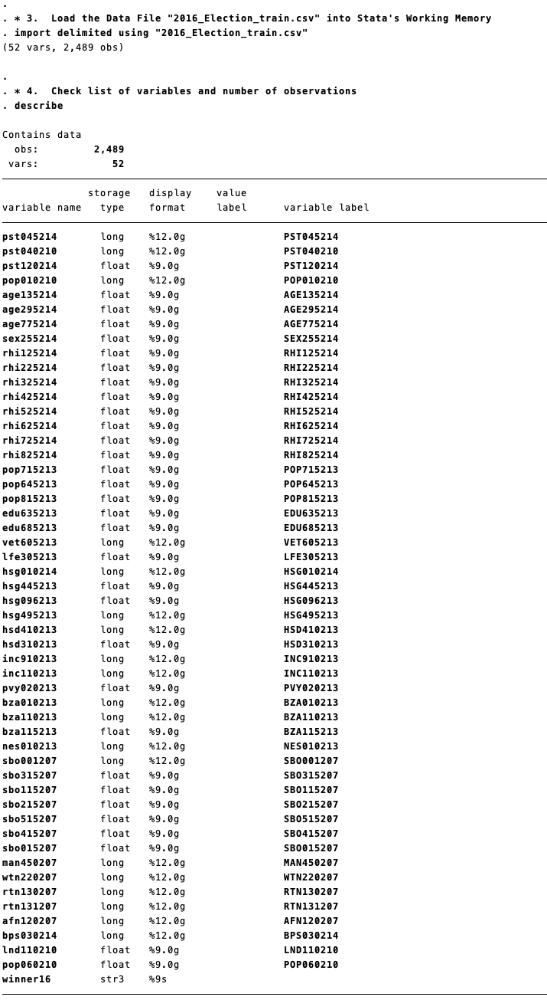 .
. * 3.  Load the Data File "2016_Election_train.csv" into Stata's Working Memory
. import delimited using "2016_Election_train.csv"
(52 vars, 2,489 obs)
.
. * 4.  Check list of variables and number of observations
. describe
Contains data
obs: 2,489
vars: 52
storage display value
variable name type format label variable label
pst045214 long %12.0g PST045214
pst040210 long %12.0g PST040210
pst120214 float %9.0g PST120214
pop010210 long %12.0g POP010210
age135214 float %9.0g AGE135214
age295214 float %9.0g AGE295214
age775214 float %9.0g AGE775214
sex255214 float %9.0g SEX255214
rhi125214 float %9.0g RHI125214
rhi225214 float %9.0g RHI225214
rhi325214 float %9.0g RHI325214
rhi425214 float %9.0g RHI425214
rhi525214 float %9.0g RHI525214
rhi625214 float %9.0g RHI625214
rhi725214 float %9.0g RHI725214
rhi825214 float %9.0g RHI825214
pop715213 float %9.0g POP715213
pop645213 float %9.0g POP645213
pop815213 float %9.0g POP815213
edu635213 float %9.0g EDU635213
edu685213 float %9.0g EDU685213
vet605213 long %12.0g VET605213
lfe305213 float %9.0g LFE305213
hsg010214 long %12.0g HSG010214
hsg445213 float %9.0g HSG445213
hsg096213 float %9.0g HSG096213
hsg495213 long %12.0g HSG495213
hsd410213 long %12.0g HSD410213
hsd310213 float %9.0g HSD310213
inc910213 long %12.0g INC910213
inc110213 long %12.0g INC110213
pvy020213 float %9.0g PVY020213
bza010213 long %12.0g BZA010213
bza110213 long %12.0g BZA110213
bza115213 float %9.0g BZA115213
nes010213 long %12.0g NES010213
sbo001207 long %12.0g SBO001207
sbo315207 float %9.0g SBO315207
sbo115207 float %9.0g SBO115207
sbo215207 float %9.0g SBO215207
sbo515207 float %9.0g SBO515207
sbo415207 float %9.0g SBO415207
sbo015207 float %9.0g SBO015207
man450207 long %12.0g MAN450207
wtn220207 long %12.0g WTN220207
rtn130207 long %12.0g RTN130207
rtn131207 long %12.0g RTN131207
afn120207 long %12.0g AFN120207
bps030214 long %12.0g BPS030214
lnd110210 float %9.0g LND110210
pop060210 float %9.0g POP060210
winner16 str3 %9s